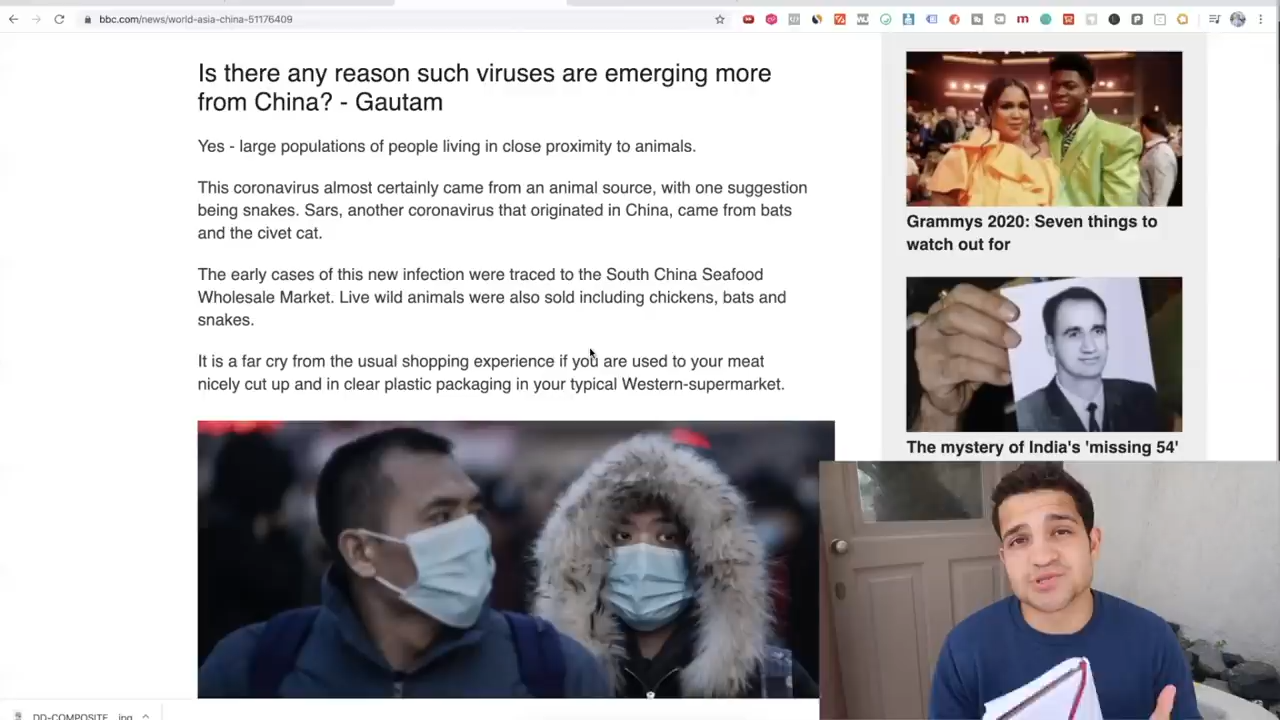 bbc.com/news/world-asia-china-51176409
Is there any reason such viruses are emerging more
from China? - Gautam
Yes - large populations of people living in close proximity to animals.
This coronavirus almost certainly came from an animal source, with one suggestion
being snakes. Sars, another coronavirus that originated in China, came from bats
and the civet cat.
The early cases of this new infection were traced to the South China Seafood
Wholesale Market. Live wild animals were also sold including chickens, bats and
snakes.
It is a far cry from the usual shopping experience if you are used to your meat
nicely cut up and in clear plastic packaging in your typical Western-supermarket.
Grammys 2020: Seven things to
watch out for
The mystery of India's 'missing 54'
DD-COMPOSITE_.jpg